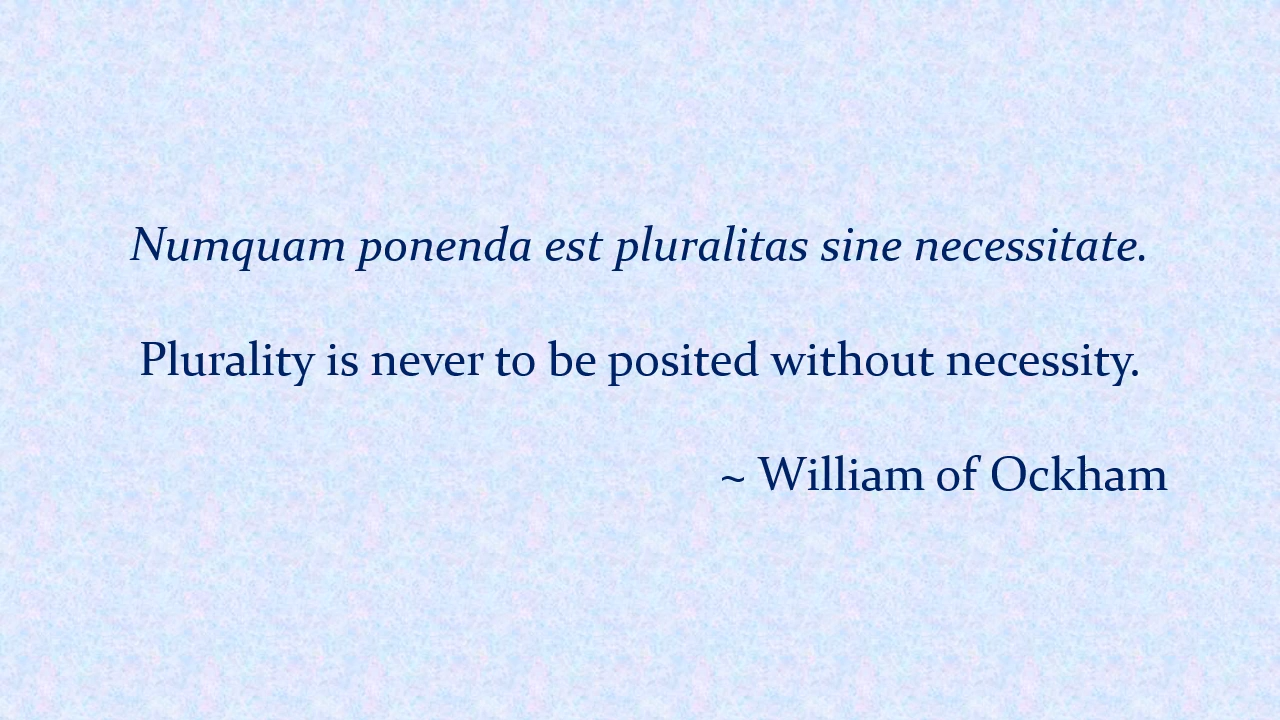 Numquam ponenda est pluralitas sine necessitate.
Plurality is never to be posited without necessity.
~ William of Ockham